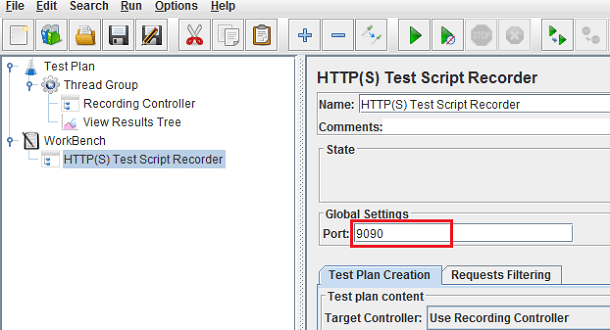 File Edit Search Run Options Help
STOP
Test Plan
Thread Group
Recording Controller
View Results Tree
WorkBench
HTTP(S) Test Script Recorder
HTTP(S) Test Script Recorder
Name: HTTP(S) Test Script Recorder
Comments:
State
Global Settings
Port: 9090
Test Plan Creation Requests Filtering
Test plan content
Target Controller: Use Recording Controller